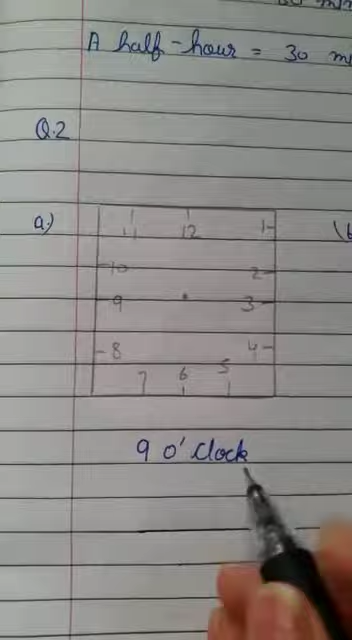 A half-hour = 30 m
Q.2
a)
(b
11 12 1
10 2
9 3
8 4
7 6 5
9 O'Clock